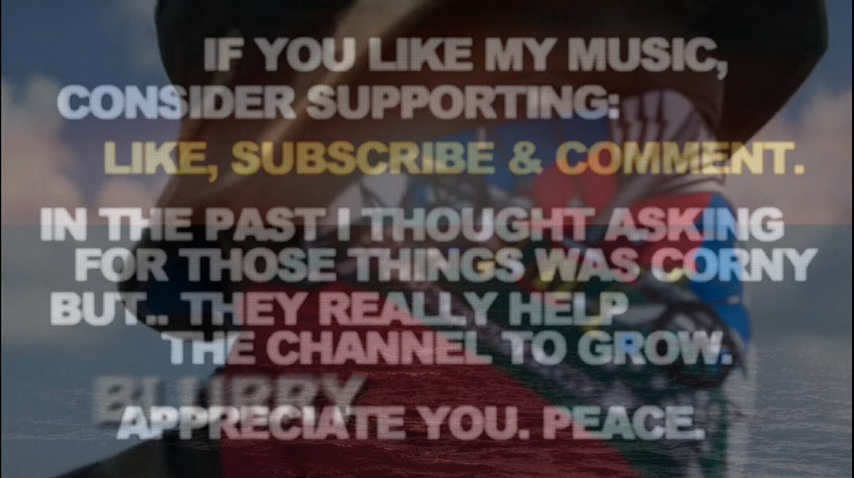 IF YOU LIKE MY MUSIC,
CONSIDER SUPPORTING:
LIKE, SUBSCRIBE & COMMENT.
IN THE PAST I THOUGHT ASKING
FOR THOSE THINGS WAS CORNY
BUT.. THEY REALLY HELP
THE CHANNEL TO GROW.
BLURRY
APPRECIATE YOU. PEACE.